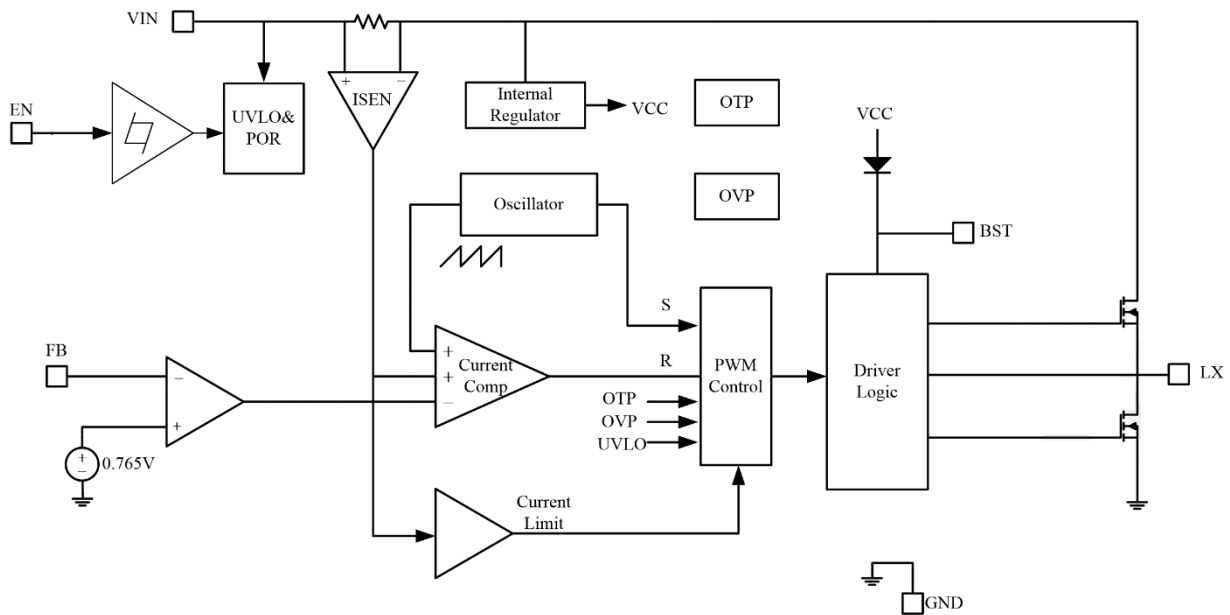 VIN
+ −
ISEN
EN
UVLO&
POR
Internal
Regulator
VCC
OTP
VCC
OVP
Oscillator
BST
S
FB
−
+
+
+
−
Current
Comp
R
PWM
Control
Driver
Logic
LX
OTP
OVP
UVLO
+
−
0.765V
Current
Limit
GND